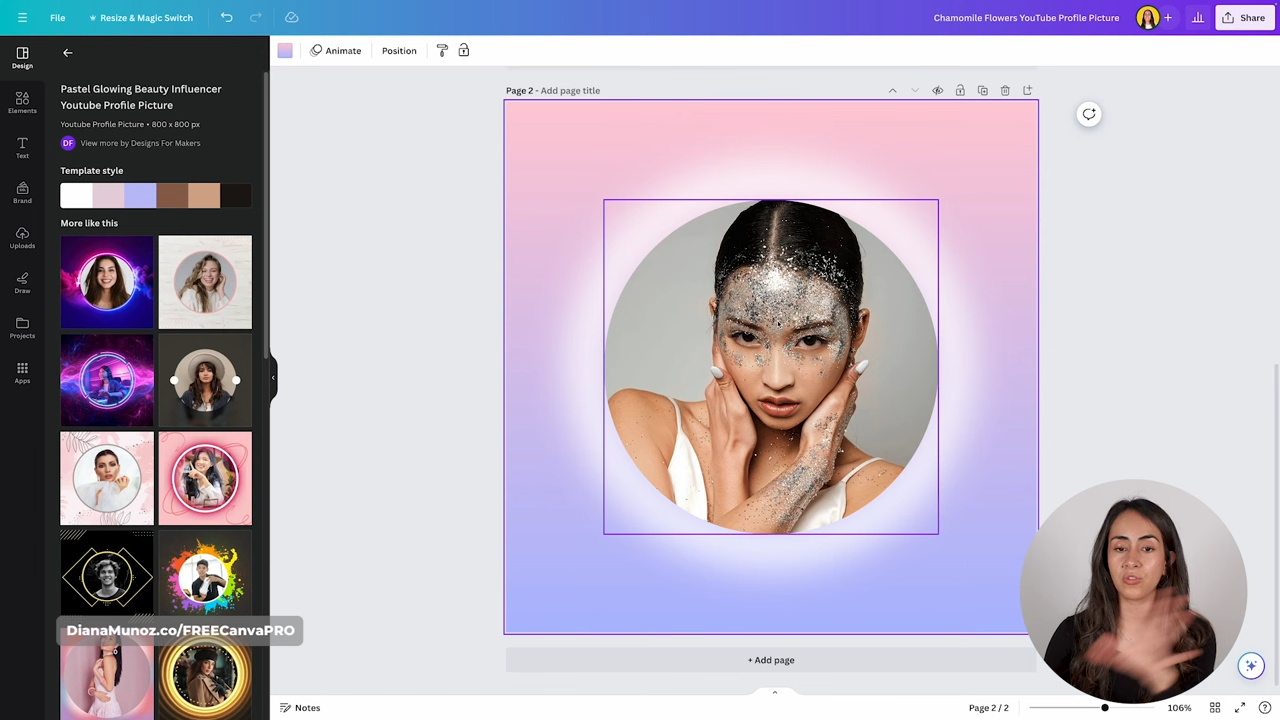 File
Resize & Magic Switch
Chamomile Flowers YouTube Profile Picture
Share
Design
Elements
Text
Brand
Uploads
Draw
Projects
Apps
Pastel Glowing Beauty Influencer
Youtube Profile Picture
Youtube Profile Picture • 800 x 800 px
DF
View more by Designs For Makers
Template style
More like this
Animate
Position
Page 2 - Add page title
+ Add page
DianaMunoz.co/FREECanvaPRO
Notes
Page 2 / 2
106%